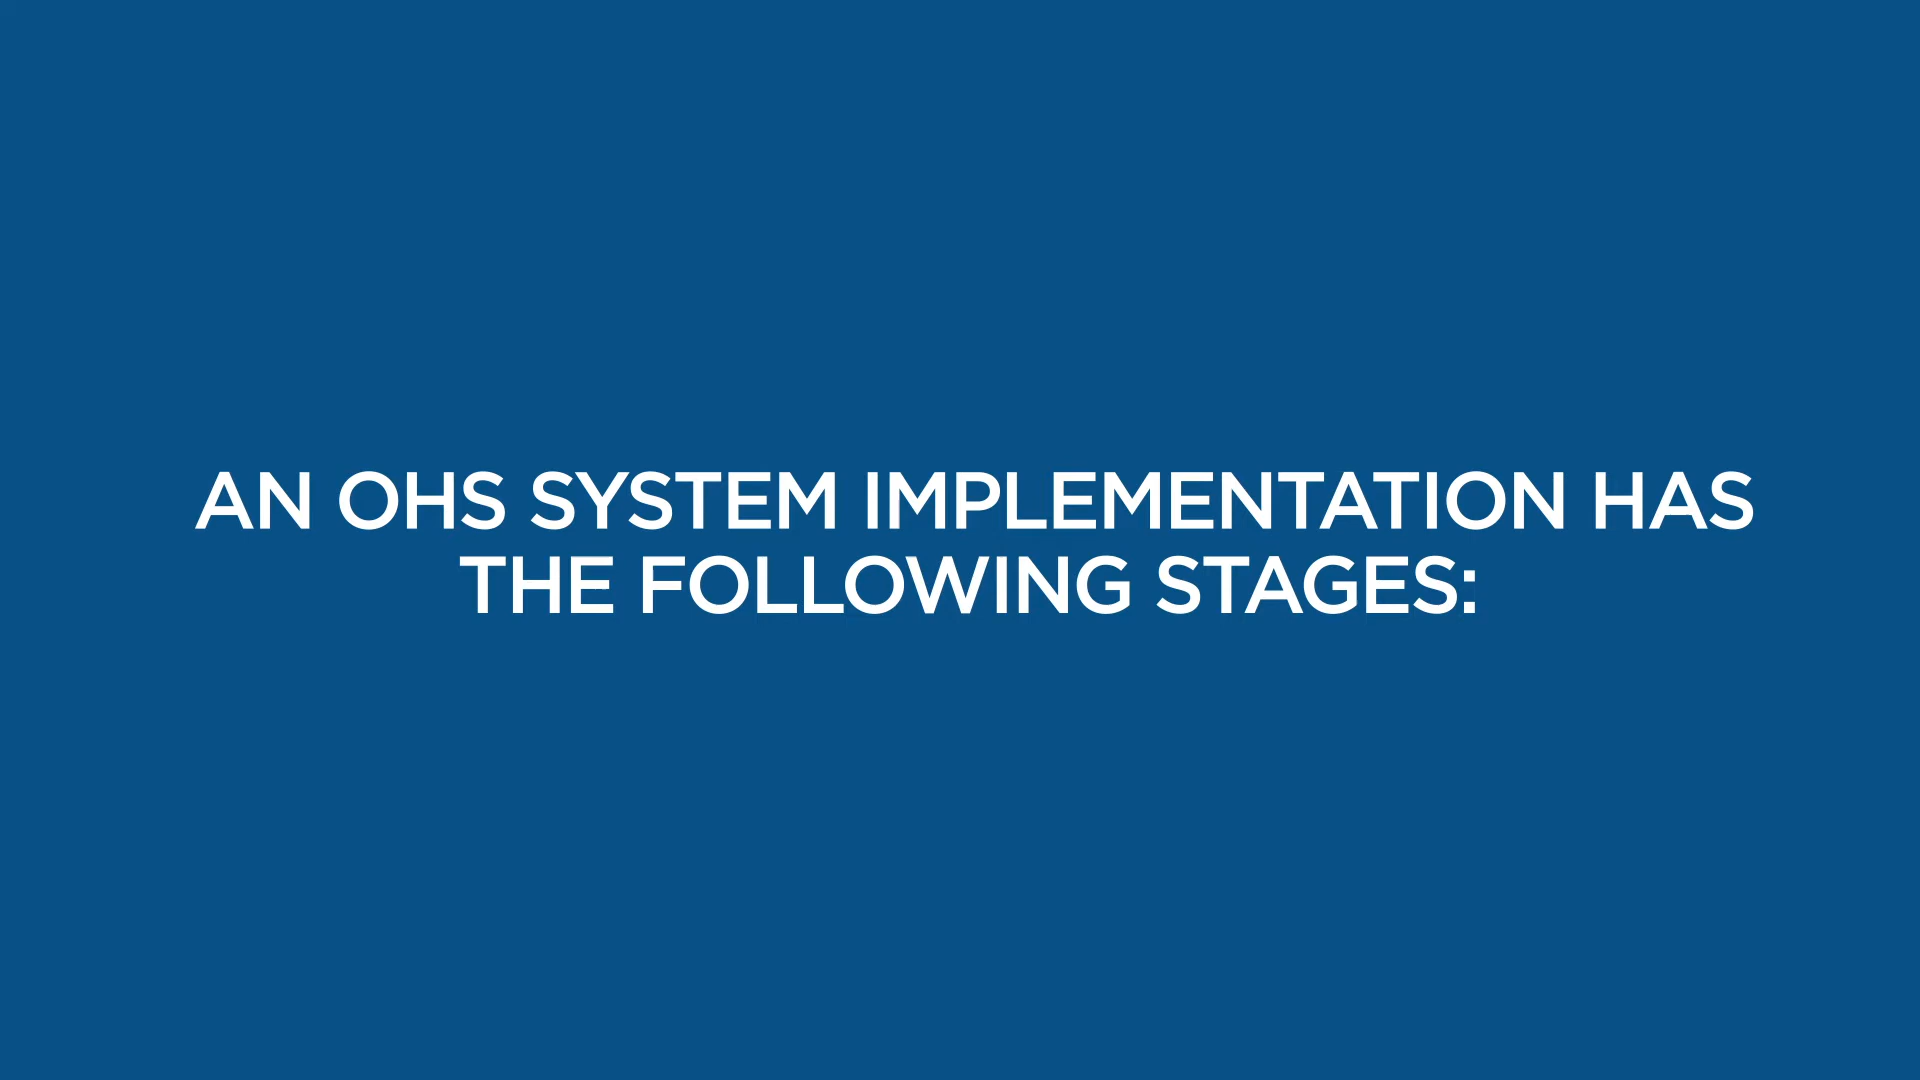 AN OHS SYSTEM IMPLEMENTATION HAS
THE FOLLOWING STAGES: